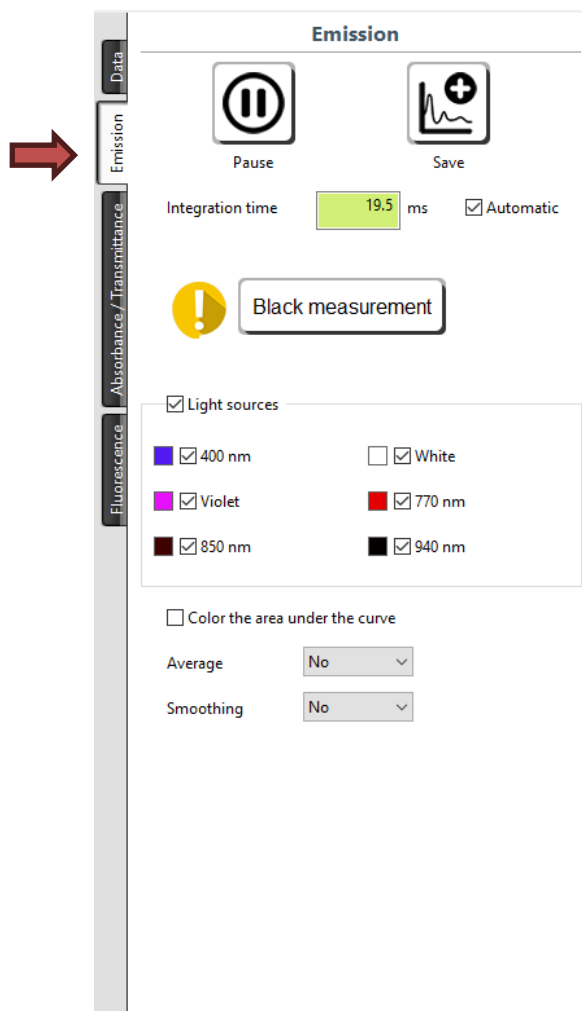 Emission
Data
Emission
Absorbance / Transmittance
Fluorescence
Pause
Save
Integration time 19.5 ms Automatic
Black measurement
Light sources
400 nm White
Violet 770 nm
850 nm 940 nm
Color the area under the curve
Average No
Smoothing No